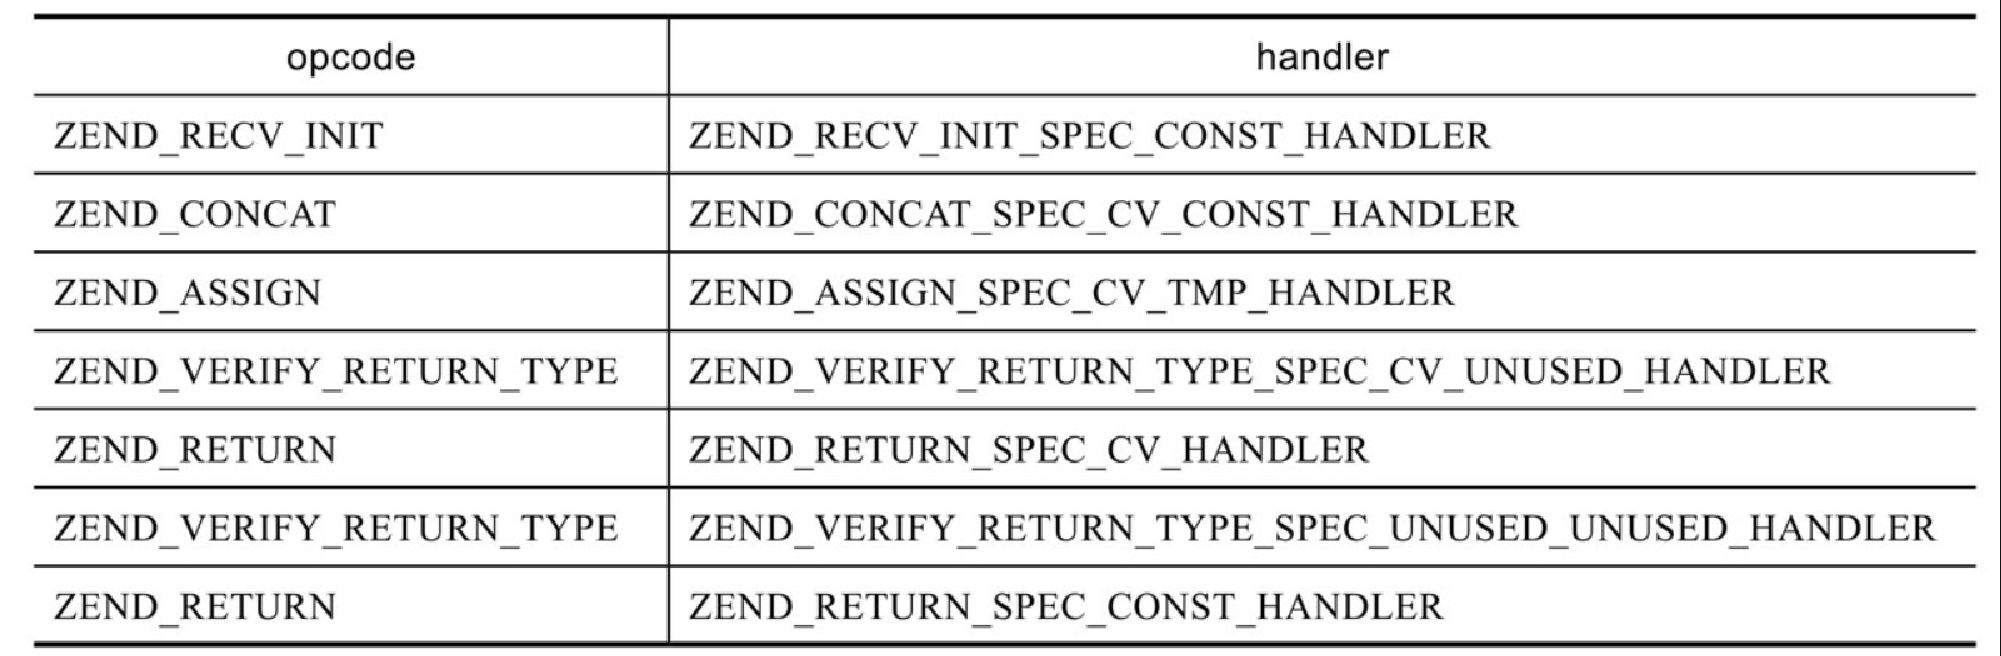 opcode handler
ZEND_RECV_INIT ZEND_RECV_INIT_SPEC_CONST_HANDLER
ZEND_CONCAT ZEND_CONCAT_SPEC_CV_CONST_HANDLER
ZEND_ASSIGN ZEND_ASSIGN_SPEC_CV_TMP_HANDLER
ZEND_VERIFY_RETURN_TYPE ZEND_VERIFY_RETURN_TYPE_SPEC_CV_UNUSED_HANDLER
ZEND_RETURN ZEND_RETURN_SPEC_CV_HANDLER
ZEND_VERIFY_RETURN_TYPE ZEND_VERIFY_RETURN_TYPE_SPEC_UNUSED_UNUSED_HANDLER
ZEND_RETURN ZEND_RETURN_SPEC_CONST_HANDLER